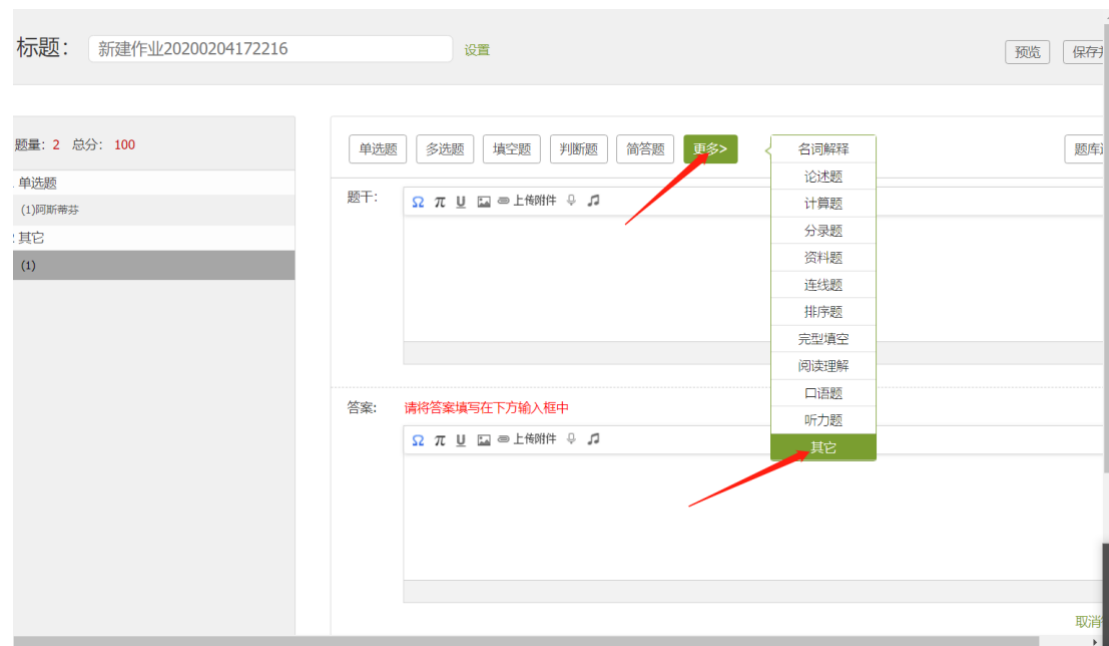 标题： 新建作业20200204172216 设置 预览 保存
题量：2 总分：100
单选题 多选题 填空题 判断题 简答题 更多> 题库
单选题
(1)阿斯蒂芬
其它
(1)
题干：
上传附件
名词解释
论述题
计算题
分录题
资料题
连线题
排序题
完型填空
阅读理解
口语题
听力题
其它
答案: 请将答案填写在下方输入框中
上传附件
取消